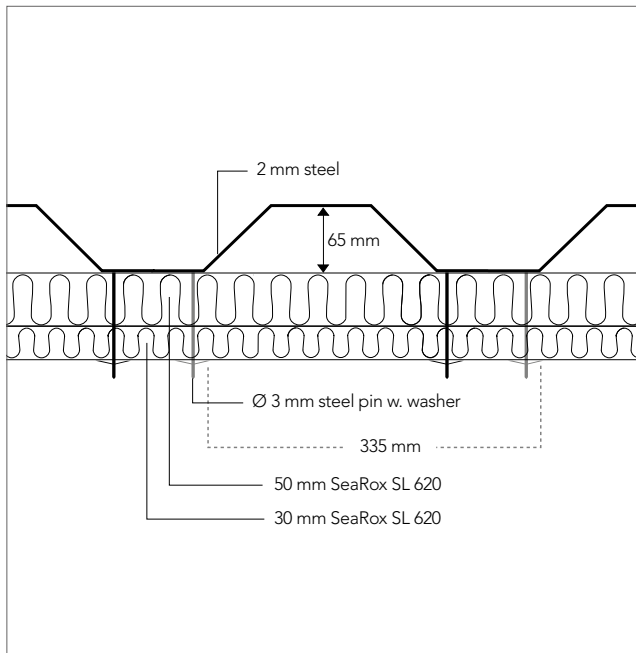 2 mm steel
65 mm
Ø 3 mm steel pin w. washer
335 mm
50 mm SeaRox SL 620
30 mm SeaRox SL 620